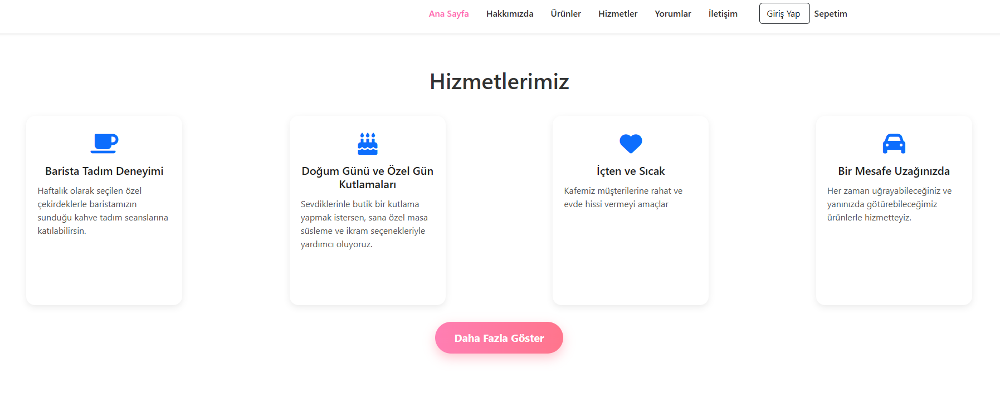 Ana Sayfa Hakkımızda Ürünler Hizmetler Yorumlar İletişim Giriş Yap Sepetim
Hizmetlerimiz
Barista Tadım Deneyimi
Haftalık olarak seçilen özel
çekirdeklerle baristamızın
sunduğu kahve tadım seanslarına
katılabilirsin.
Doğum Günü ve Özel Gün
Kutlamaları
Sevdiklerinle butik bir kutlama
yapmak istersen, sana özel masa
süsleme ve ikram seçenekleriyle
yardımcı oluyoruz.
İçten ve Sıcak
Kafemiz müşterilerine rahat ve
evde hissi vermeyi amaçlar
Bir Mesafe Uzağınızda
Her zaman uğrayabileceğiniz ve
yanınızda götürebileceğimiz
ürünlerle hizmetteyiz.
Daha Fazla Göster